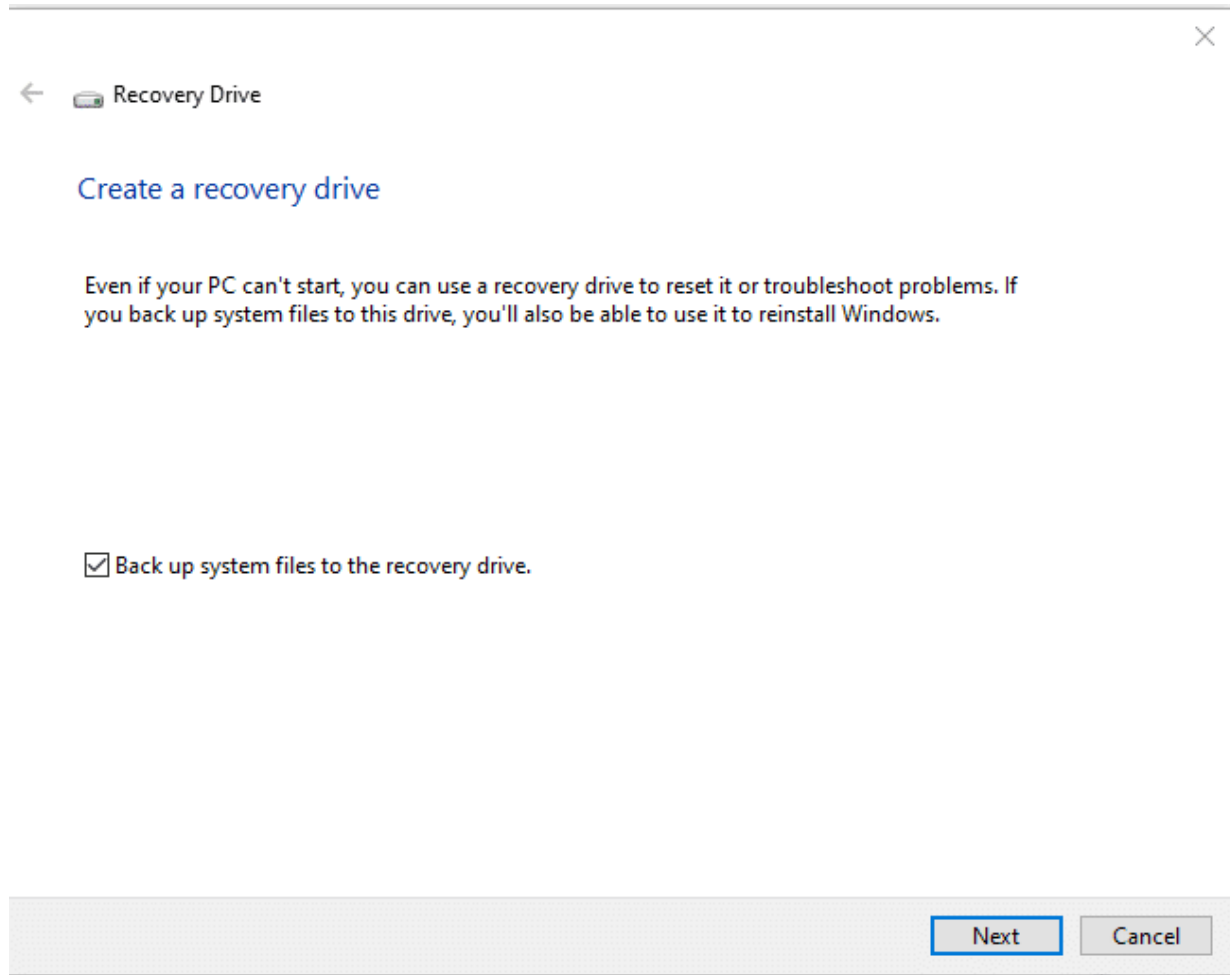 Recovery Drive
Create a recovery drive
Even if your PC can't start, you can use a recovery drive to reset it or troubleshoot problems. If
you back up system files to this drive, you'll also be able to use it to reinstall Windows.
Back up system files to the recovery drive.
Next Cancel